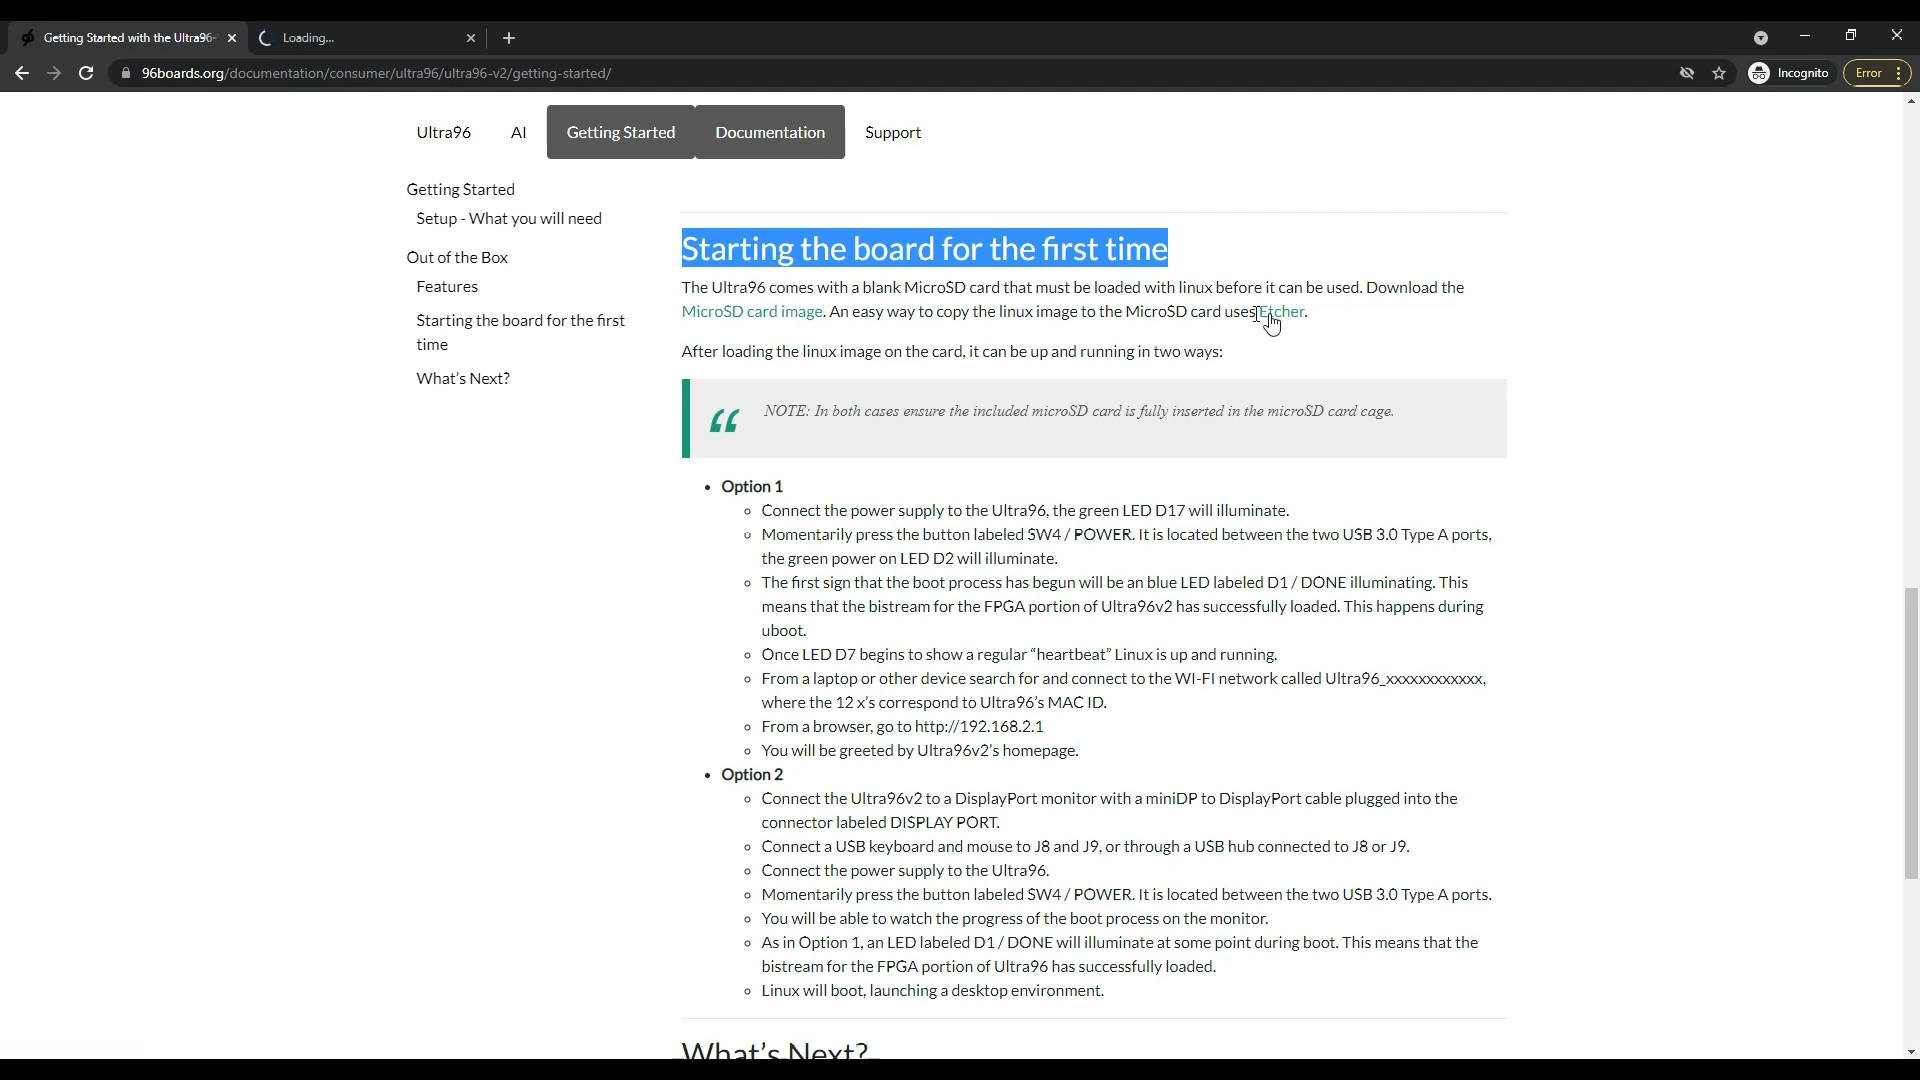 Getting Started with the Ultra96-
Loading...
96boards.org/documentation/consumer/ultra96/ultra96-v2/getting-started/
Incognito
Error
Ultra96
AI
Getting Started
Documentation
Support
Getting Started
Setup - What you will need
Out of the Box
Features
Starting the board for the first
time
What's Next?
Starting the board for the first time
The Ultra96 comes with a blank MicroSD card that must be loaded with linux before it can be used. Download the
MicroSD card image. An easy way to copy the linux image to the MicroSD card uses Etcher.
After loading the linux image on the card, it can be up and running in two ways:
“ NOTE: In both cases ensure the included microSD card is fully inserted in the microSD card cage.
• Option 1
Connect the power supply to the Ultra96, the green LED D17 will illuminate.
Momentarily press the button labeled SW4 / POWER. It is located between the two USB 3.0 Type A ports,
the green power on LED D2 will illuminate.
The first sign that the boot process has begun will be an blue LED labeled D1 / DONE illuminating. This
means that the bistream for the FPGA portion of Ultra96v2 has successfully loaded. This happens during
uboot.
Once LED D7 begins to show a regular “heartbeat” Linux is up and running.
From a laptop or other device search for and connect to the WI-FI network called Ultra96_xxxxxxxxxxxx,
where the 12 x's correspond to Ultra96's MAC ID.
From a browser, go to http://192.168.2.1
You will be greeted by Ultra96v2's homepage.
• Option 2
Connect the Ultra96v2 to a DisplayPort monitor with a miniDP to DisplayPort cable plugged into the
connector labeled DISPLAY PORT.
Connect a USB keyboard and mouse to J8 and J9, or through a USB hub connected to J8 or J9.
Connect the power supply to the Ultra96.
Momentarily press the button labeled SW4 / POWER. It is located between the two USB 3.0 Type A ports.
You will be able to watch the progress of the boot process on the monitor.
As in Option 1, an LED labeled D1 / DONE will illuminate at some point during boot. This means that the
bistream for the FPGA portion of Ultra96 has successfully loaded.
Linux will boot, launching a desktop environment.
What's Next?